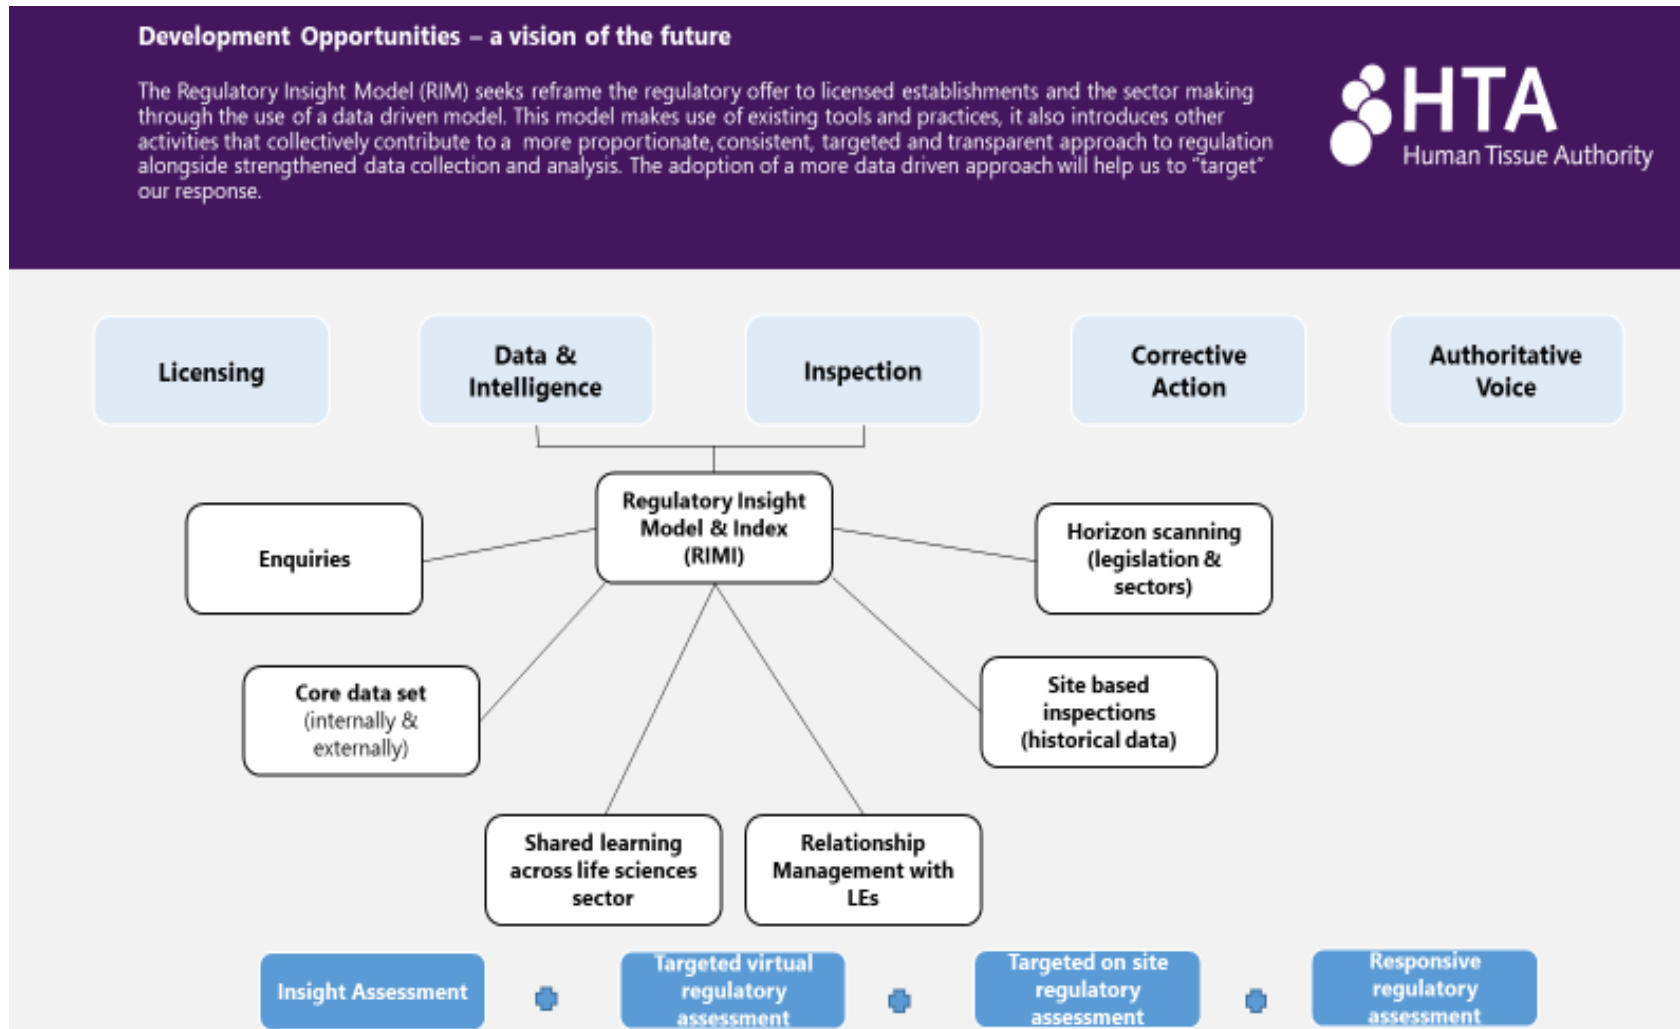 Development Opportunities – a vision of the future
The Regulatory Insight Model (RIM) seeks reframe the regulatory offer to licensed establishments and the sector making
through the use of a data driven model. This model makes use of existing tools and practices, it also introduces other
activities that collectively contribute to a more proportionate, consistent, targeted and transparent approach to regulation
alongside strengthened data collection and analysis. The adoption of a more data driven approach will help us to “target”
our response.
HTA
Human Tissue Authority
Licensing
Data &
Intelligence
Inspection
Corrective
Action
Authoritative
Voice
Regulatory Insight
Model & Index
(RIMI)
Enquiries
Horizon scanning
(legislation &
sectors)
Core data set
(internally &
externally)
Site based
inspections
(historical data)
Shared learning
across life sciences
sector
Relationship
Management with
LEs
Insight Assessment
Targeted virtual
regulatory
assessment
Targeted on site
regulatory
assessment
Responsive
regulatory
assessment